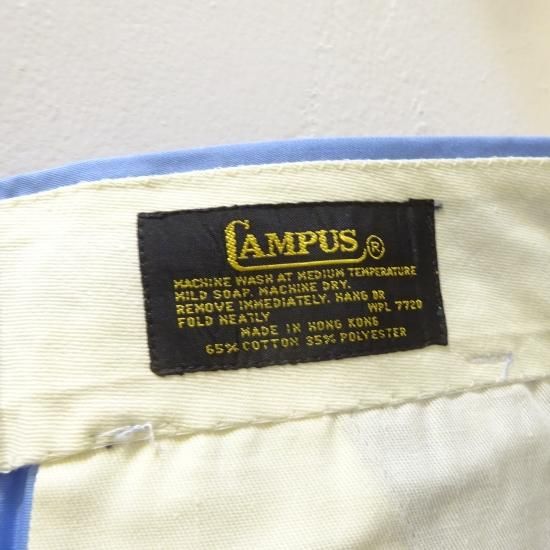 CAMPUS ®
MACHINE WASH AT MEDIUM TEMPERATURE
MILD SOAP, MACHINE DRY.
REMOVE IMMEDIATELY, HANG OR
FOLD NEATLY WPL 7720
MADE IN HONG KONG
65% COTTON 35% POLYESTER